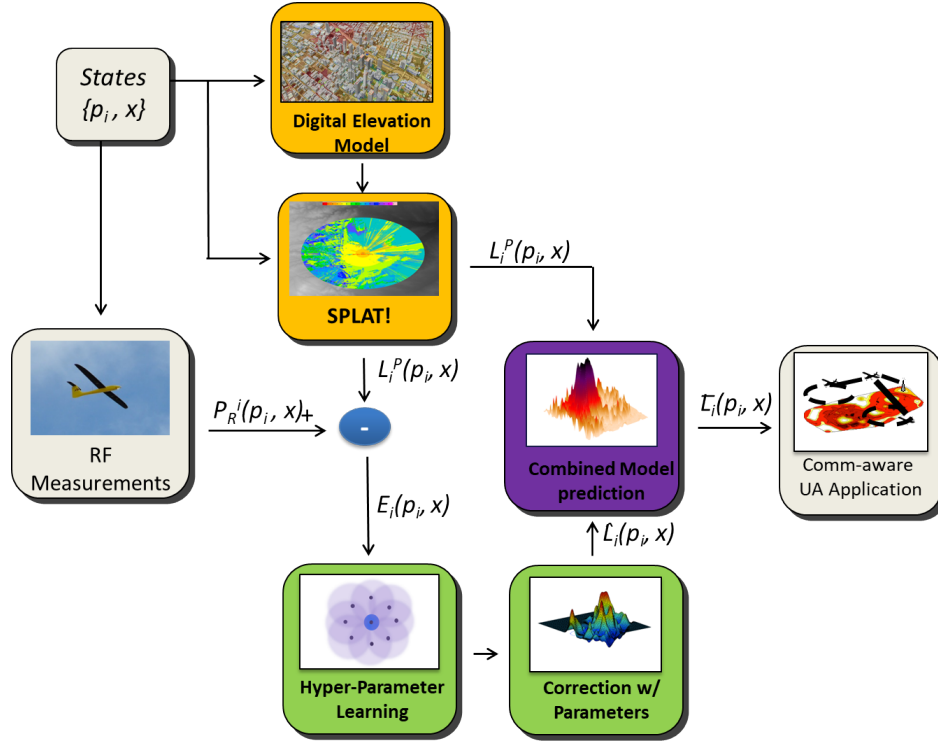 States
{p_i , x}
Digital Elevation
Model
SPLAT!
L_i^P(p_i, x)
L_i^P(p_i, x)
P_R^i(p_i , x)+
-
RF
Measurements
E_i(p_i, x)
Combined Model
prediction
L̄_i(p_i, x)
Comm-aware
UA Application
L̂_i(p_i, x)
Hyper-Parameter
Learning
Correction w/
Parameters